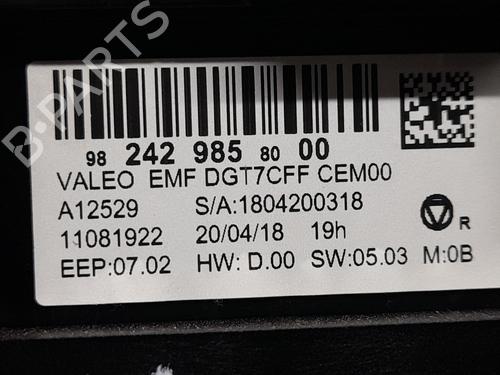 B-PARTS
98 242 985 80 00
VALEO EMF DGT7CFF CEM00
A12529 S/A:1804200318
11081922 20/04/18 19h
R
EEP:07.02 HW: D.00 SW:05.03 M:0B